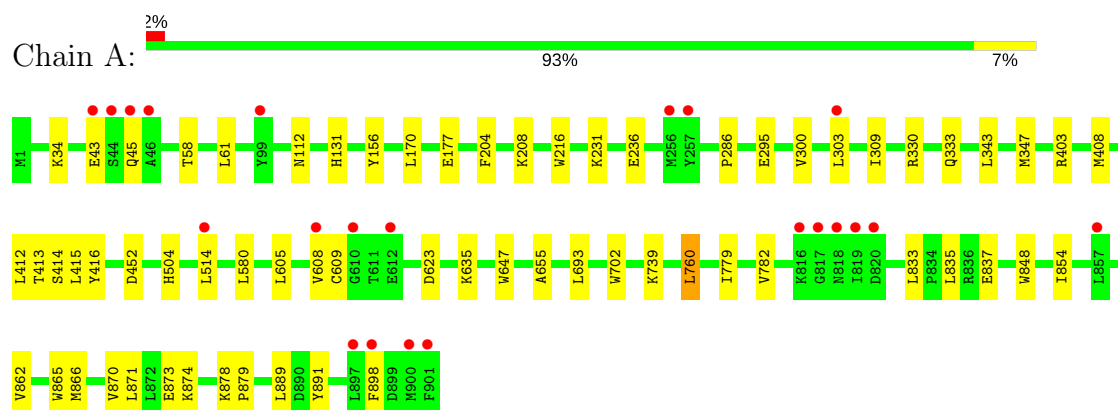 2%
Chain A:
93% 7%
M1 K34 E43 S44 Q45 A46 T58 L61 Y99 N112 H131 Y156 L170 E177 F204 K208 W216 K231 E236 M256 Y257 P286 E295 V300 L303 I309 R330 Q333 L343 M347 R403 M408
L412 T413 S414 L415 Y416 D452 H504 L514 L580 L605 V608 C609 G610 T611 E612 D623 K635 W647 A655 L693 W702 K739 L760 I779 V782 K816 G817 N818 I819 D820 L833 P834 L835 R836 E837 W848 I854 L857
V862 W865 M866 V870 L871 L872 E873 K874 K878 P879 L889 D890 Y891 L897 F898 D899 M900 F901